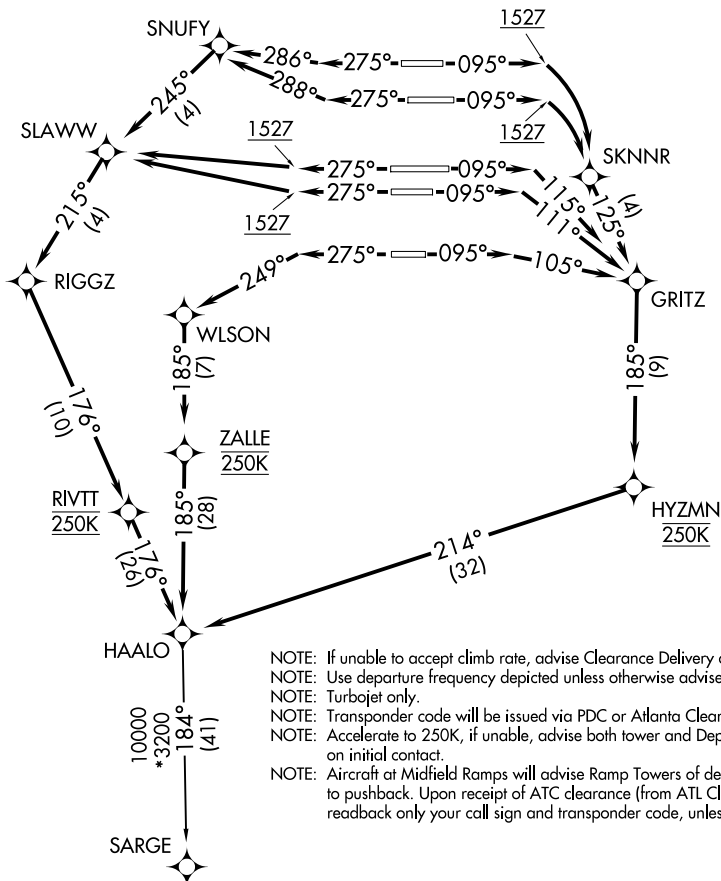 SNUFY
1527
286° 275° 095°
288° 275° 095°
245°
(4)
1527
SLAWW
1527
SKNNR
275° 095°
275° 095°
1527
115°
111°
125°
(4)
215°
(4)
RIGGZ
249° 275° 095° 105°
GRITZ
WLSON
185°
(7)
185°
(9)
176°
(10)
ZALLE
250K
RIVTT
250K
185°
(28)
HYZMN
250K
176°
(26)
214°
(32)
HAALO
NOTE: If unable to accept climb rate, advise Clearance Delivery
NOTE: Use departure frequency depicted unless otherwise advise
NOTE: Turbojet only.
NOTE: Transponder code will be issued via PDC or Atlanta Clear
NOTE: Accelerate to 250K, if unable, advise both tower and Dep
on initial contact.
NOTE: Aircraft at Midfield Ramps will advise Ramp Towers of de
to pushback. Upon receipt of ATC clearance (from ATL Cl
readback only your call sign and transponder code, unles
10000
*3200
184°
(41)
SARGE